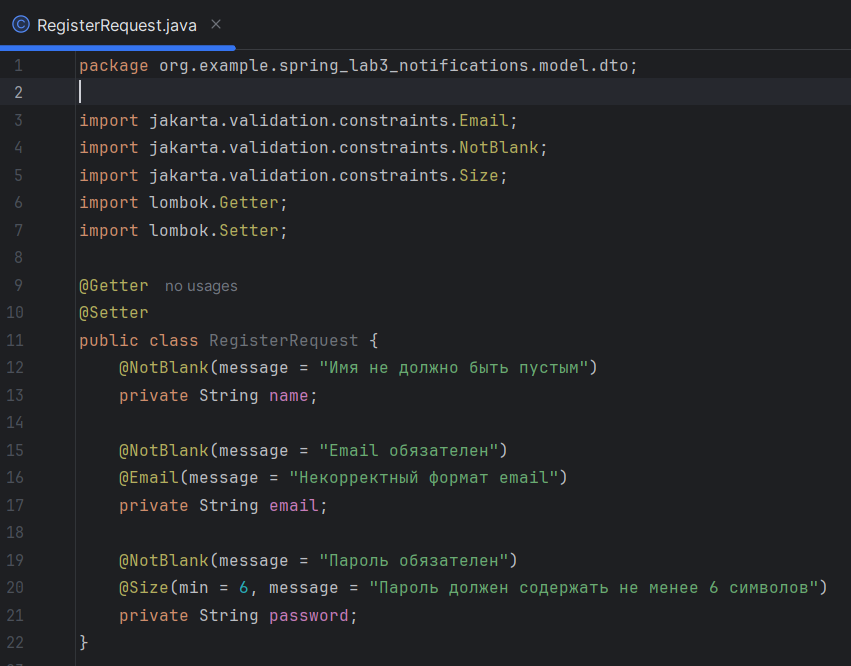 RegisterRequest.java
1 package org.example.spring_lab3_notifications.model.dto;
2
3 import jakarta.validation.constraints.Email;
4 import jakarta.validation.constraints.NotBlank;
5 import jakarta.validation.constraints.Size;
6 import lombok.Getter;
7 import lombok.Setter;
8
9 @Getter no usages
10 @Setter
11 public class RegisterRequest {
12     @NotBlank(message = "Имя не должно быть пустым")
13     private String name;
14
15     @NotBlank(message = "Email обязателен")
16     @Email(message = "Некорректный формат email")
17     private String email;
18
19     @NotBlank(message = "Пароль обязателен")
20     @Size(min = 6, message = "Пароль должен содержать не менее 6 символов")
21     private String password;
22 }